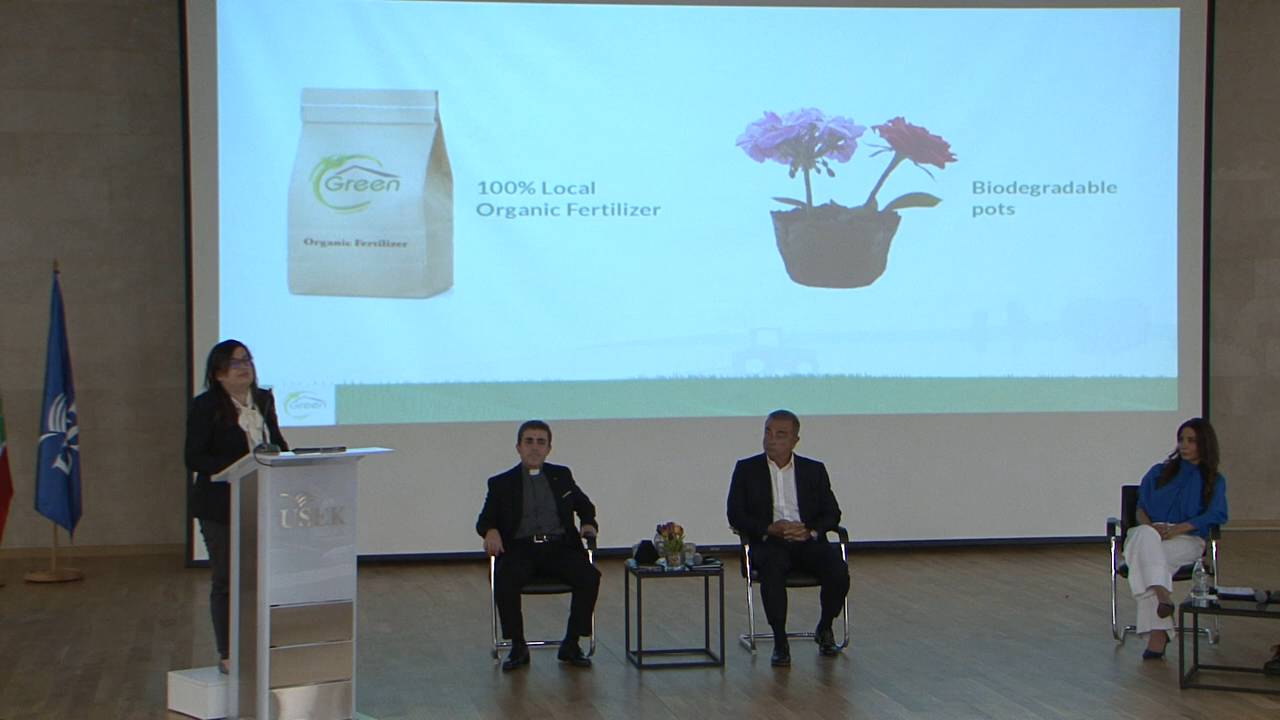 Green
Organic Fertilizer
100% Local
Organic Fertilizer
Biodegradable
pots
Green
USEK